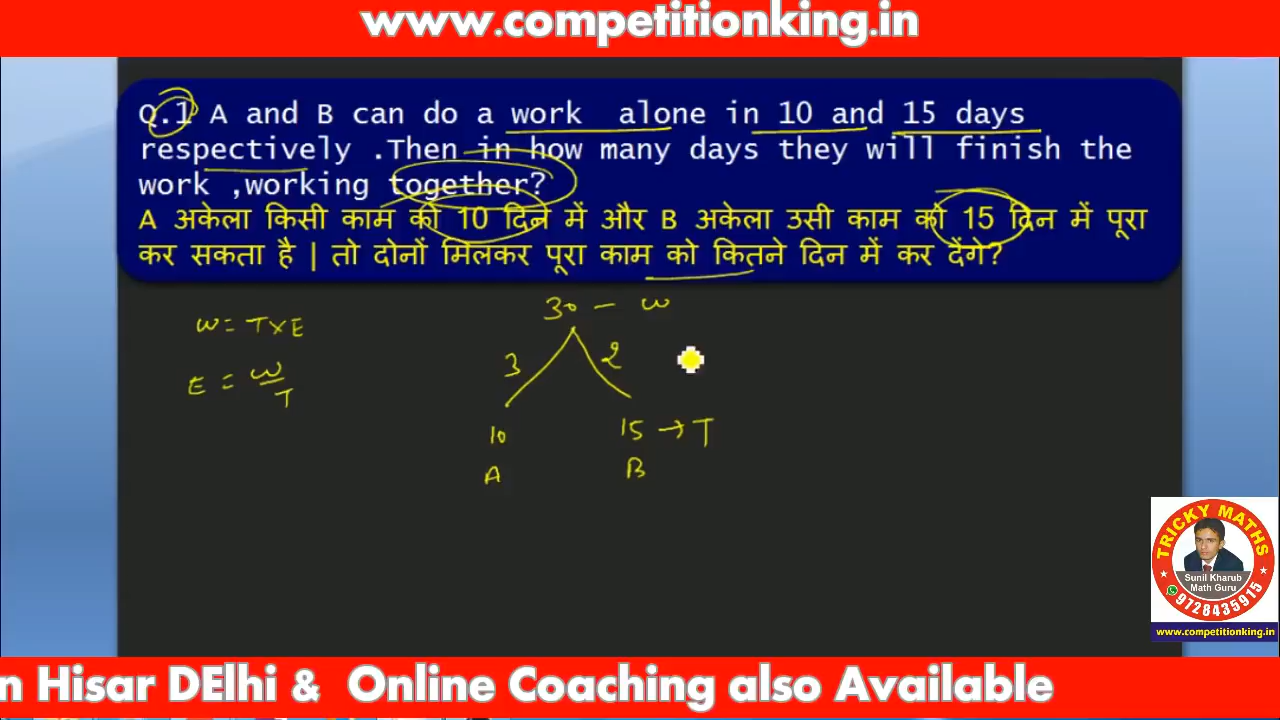 www.competitionking.in
Q.1 A and B can do a work alone in 10 and 15 days
respectively .Then in how many days they will finish the
work ,working together?
A अकेला किसी काम को 10 दिन में और B अकेला उसी काम को 15 दिन में पूरा
कर सकता है | तो दोनों मिलकर पूरा काम को कितने दिन में कर देंगे?
30 — w
w = T×E
3 2
E = w/T
10 15 → T
A B
TRICKY MATHS
Sunil Kharub
Math Guru
9728435915
www.competitionking.in
n Hisar DElhi & Online Coaching also Available